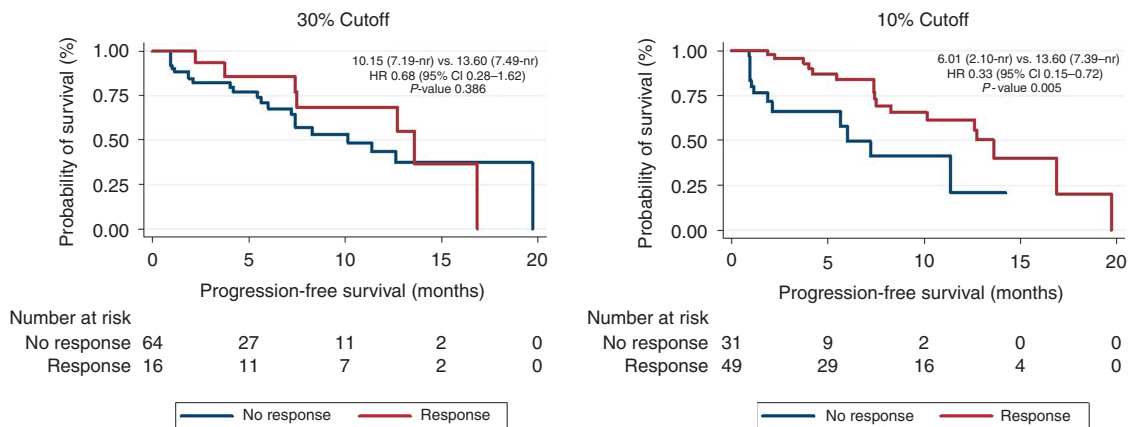 30% Cutoff
1.00
0.75
0.50
0.25
0.00
Probability of survival (%)
10.15 (7.19-nr) vs. 13.60 (7.49-nr)
HR 0.68 (95% CI 0.28–1.62)
P-value 0.386
0 5 10 15 20
Progression-free survival (months)
Number at risk
No response 64 27 11 2 0
Response 16 11 7 2 0
No response Response
10% Cutoff
1.00
0.75
0.50
0.25
0.00
Probability of survival (%)
6.01 (2.10-nr) vs. 13.60 (7.39–nr)
HR 0.33 (95% CI 0.15–0.72)
P-value 0.005
0 5 10 15 20
Progression-free survival (months)
Number at risk
No response 31 9 2 0 0
Response 49 29 16 4 0
No response Response